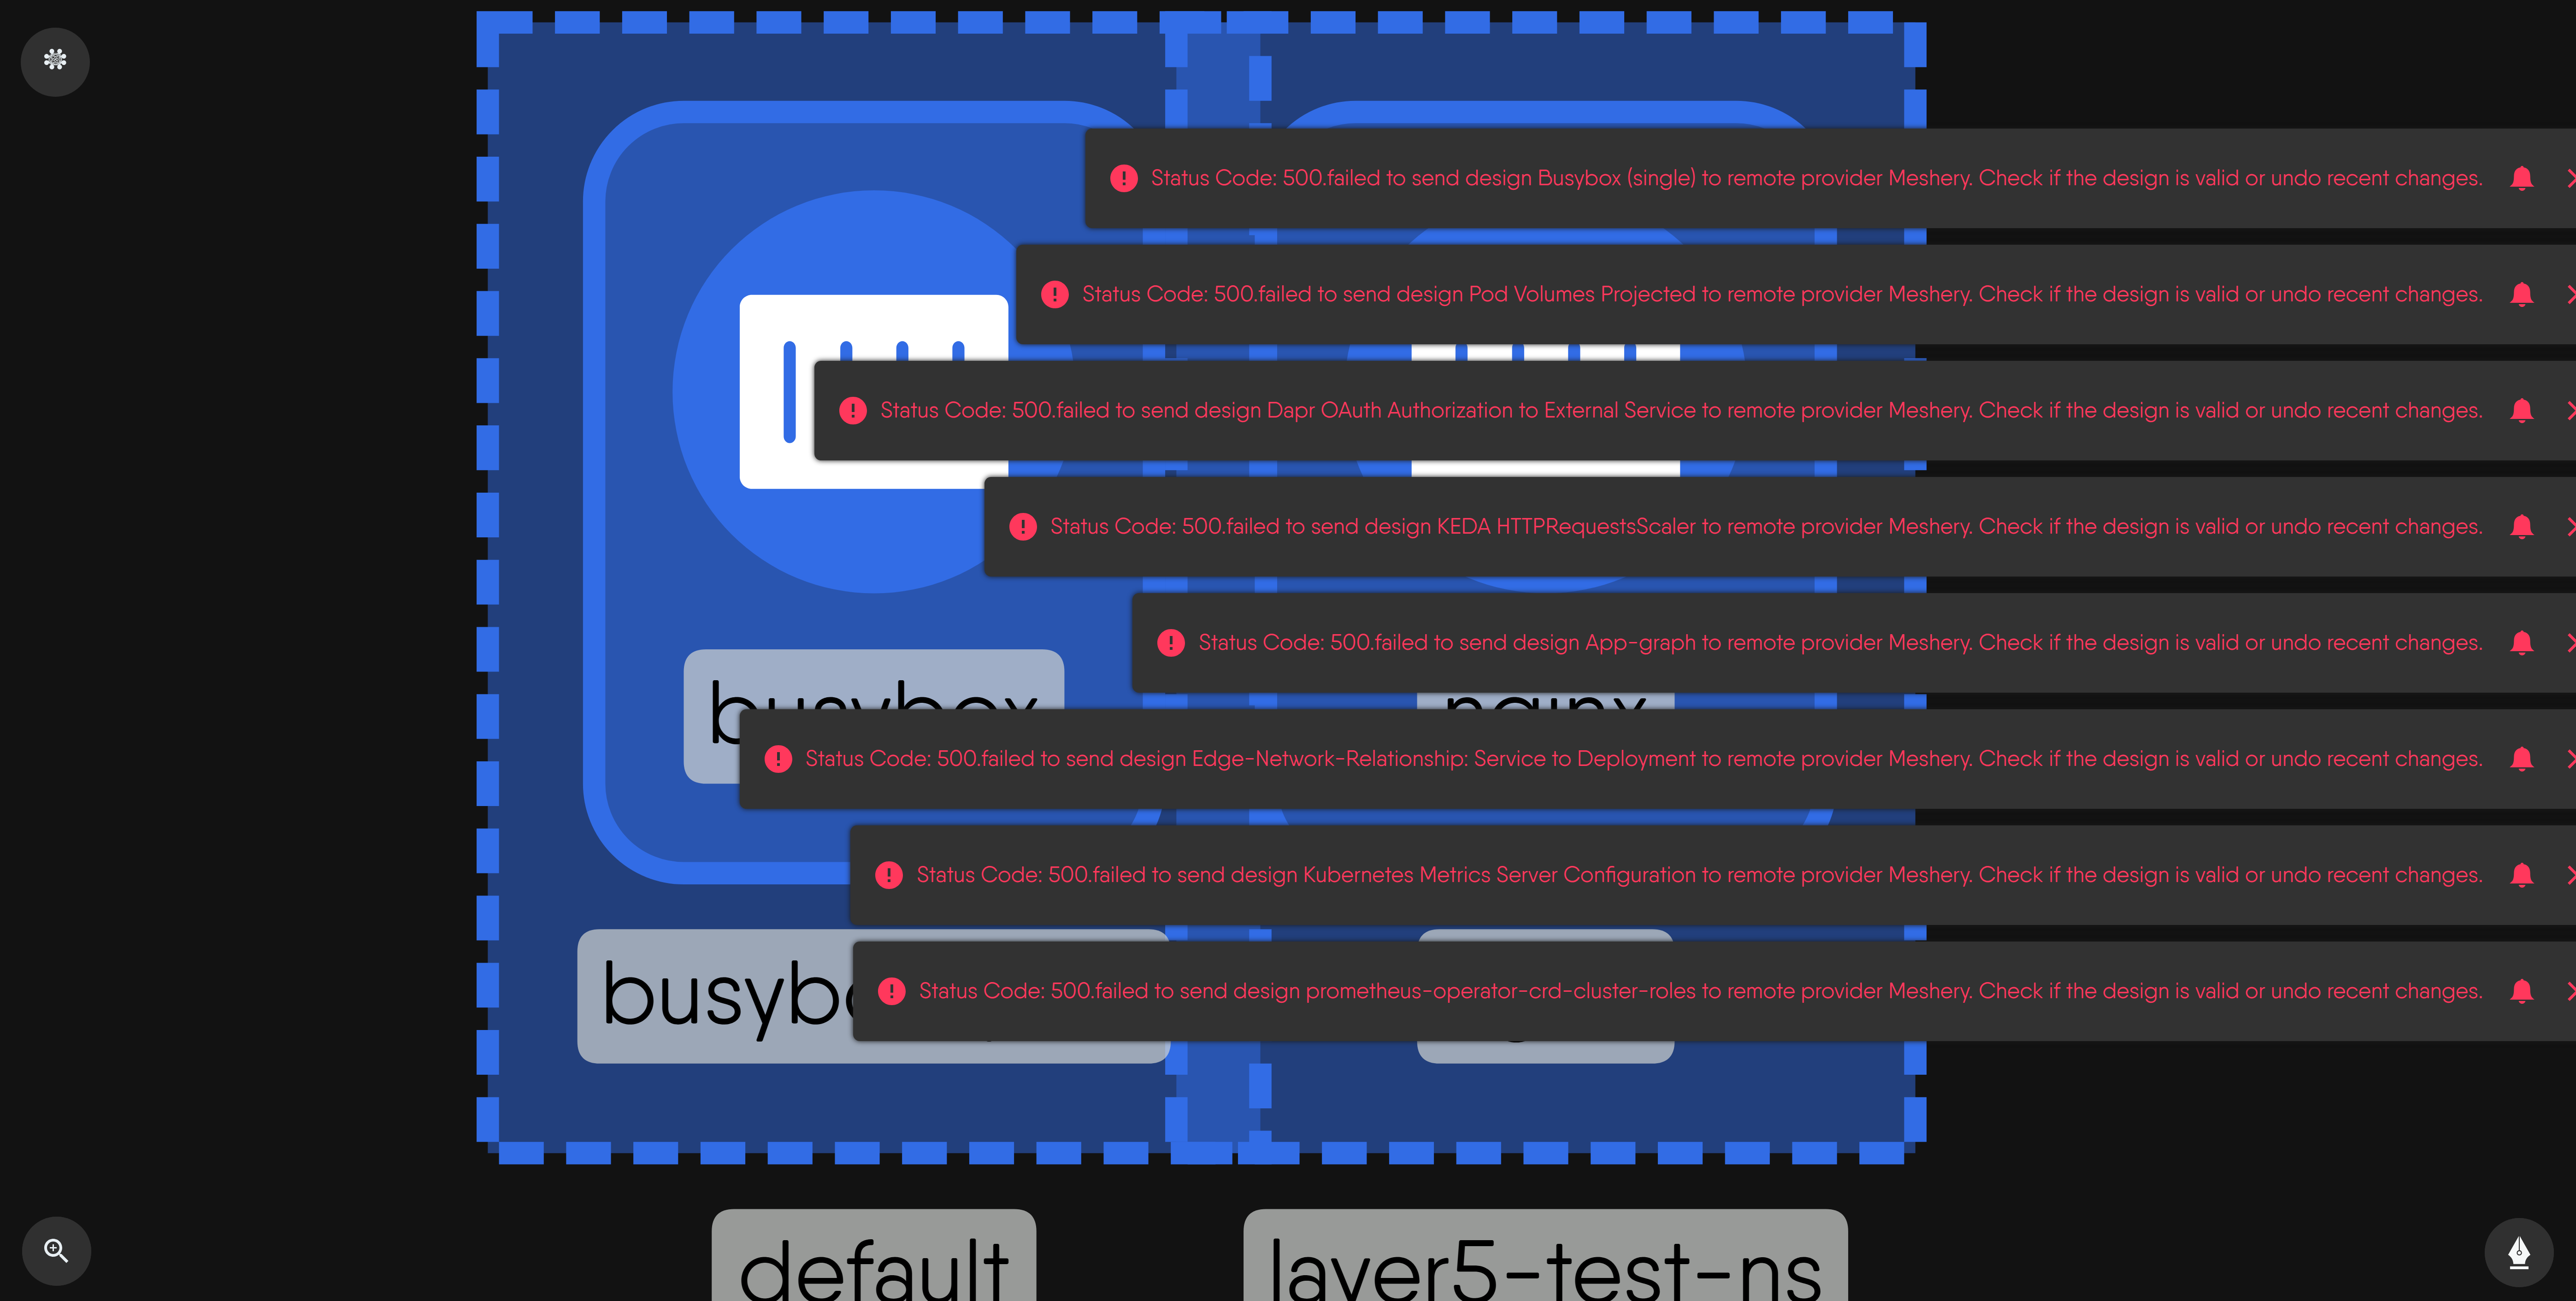 Status Code: 500.failed to send design Busybox (single) to remote provider Meshery. Check if the design is valid or undo recent changes.
Status Code: 500.failed to send design Pod Volumes Projected to remote provider Meshery. Check if the design is valid or undo recent changes.
Status Code: 500.failed to send design Dapr OAuth Authorization to External Service to remote provider Meshery. Check if the design is valid or undo recent changes.
Status Code: 500.failed to send design KEDA HTTPRequestsScaler to remote provider Meshery. Check if the design is valid or undo recent changes.
Status Code: 500.failed to send design App-graph to remote provider Meshery. Check if the design is valid or undo recent changes.
busybox
nginx
Status Code: 500.failed to send design Edge-Network-Relationship: Service to Deployment to remote provider Meshery. Check if the design is valid or undo recent changes.
Status Code: 500.failed to send design Kubernetes Metrics Server Configuration to remote provider Meshery. Check if the design is valid or undo recent changes.
Status Code: 500.failed to send design prometheus-operator-crd-cluster-roles to remote provider Meshery. Check if the design is valid or undo recent changes.
default
layer5-test-ns